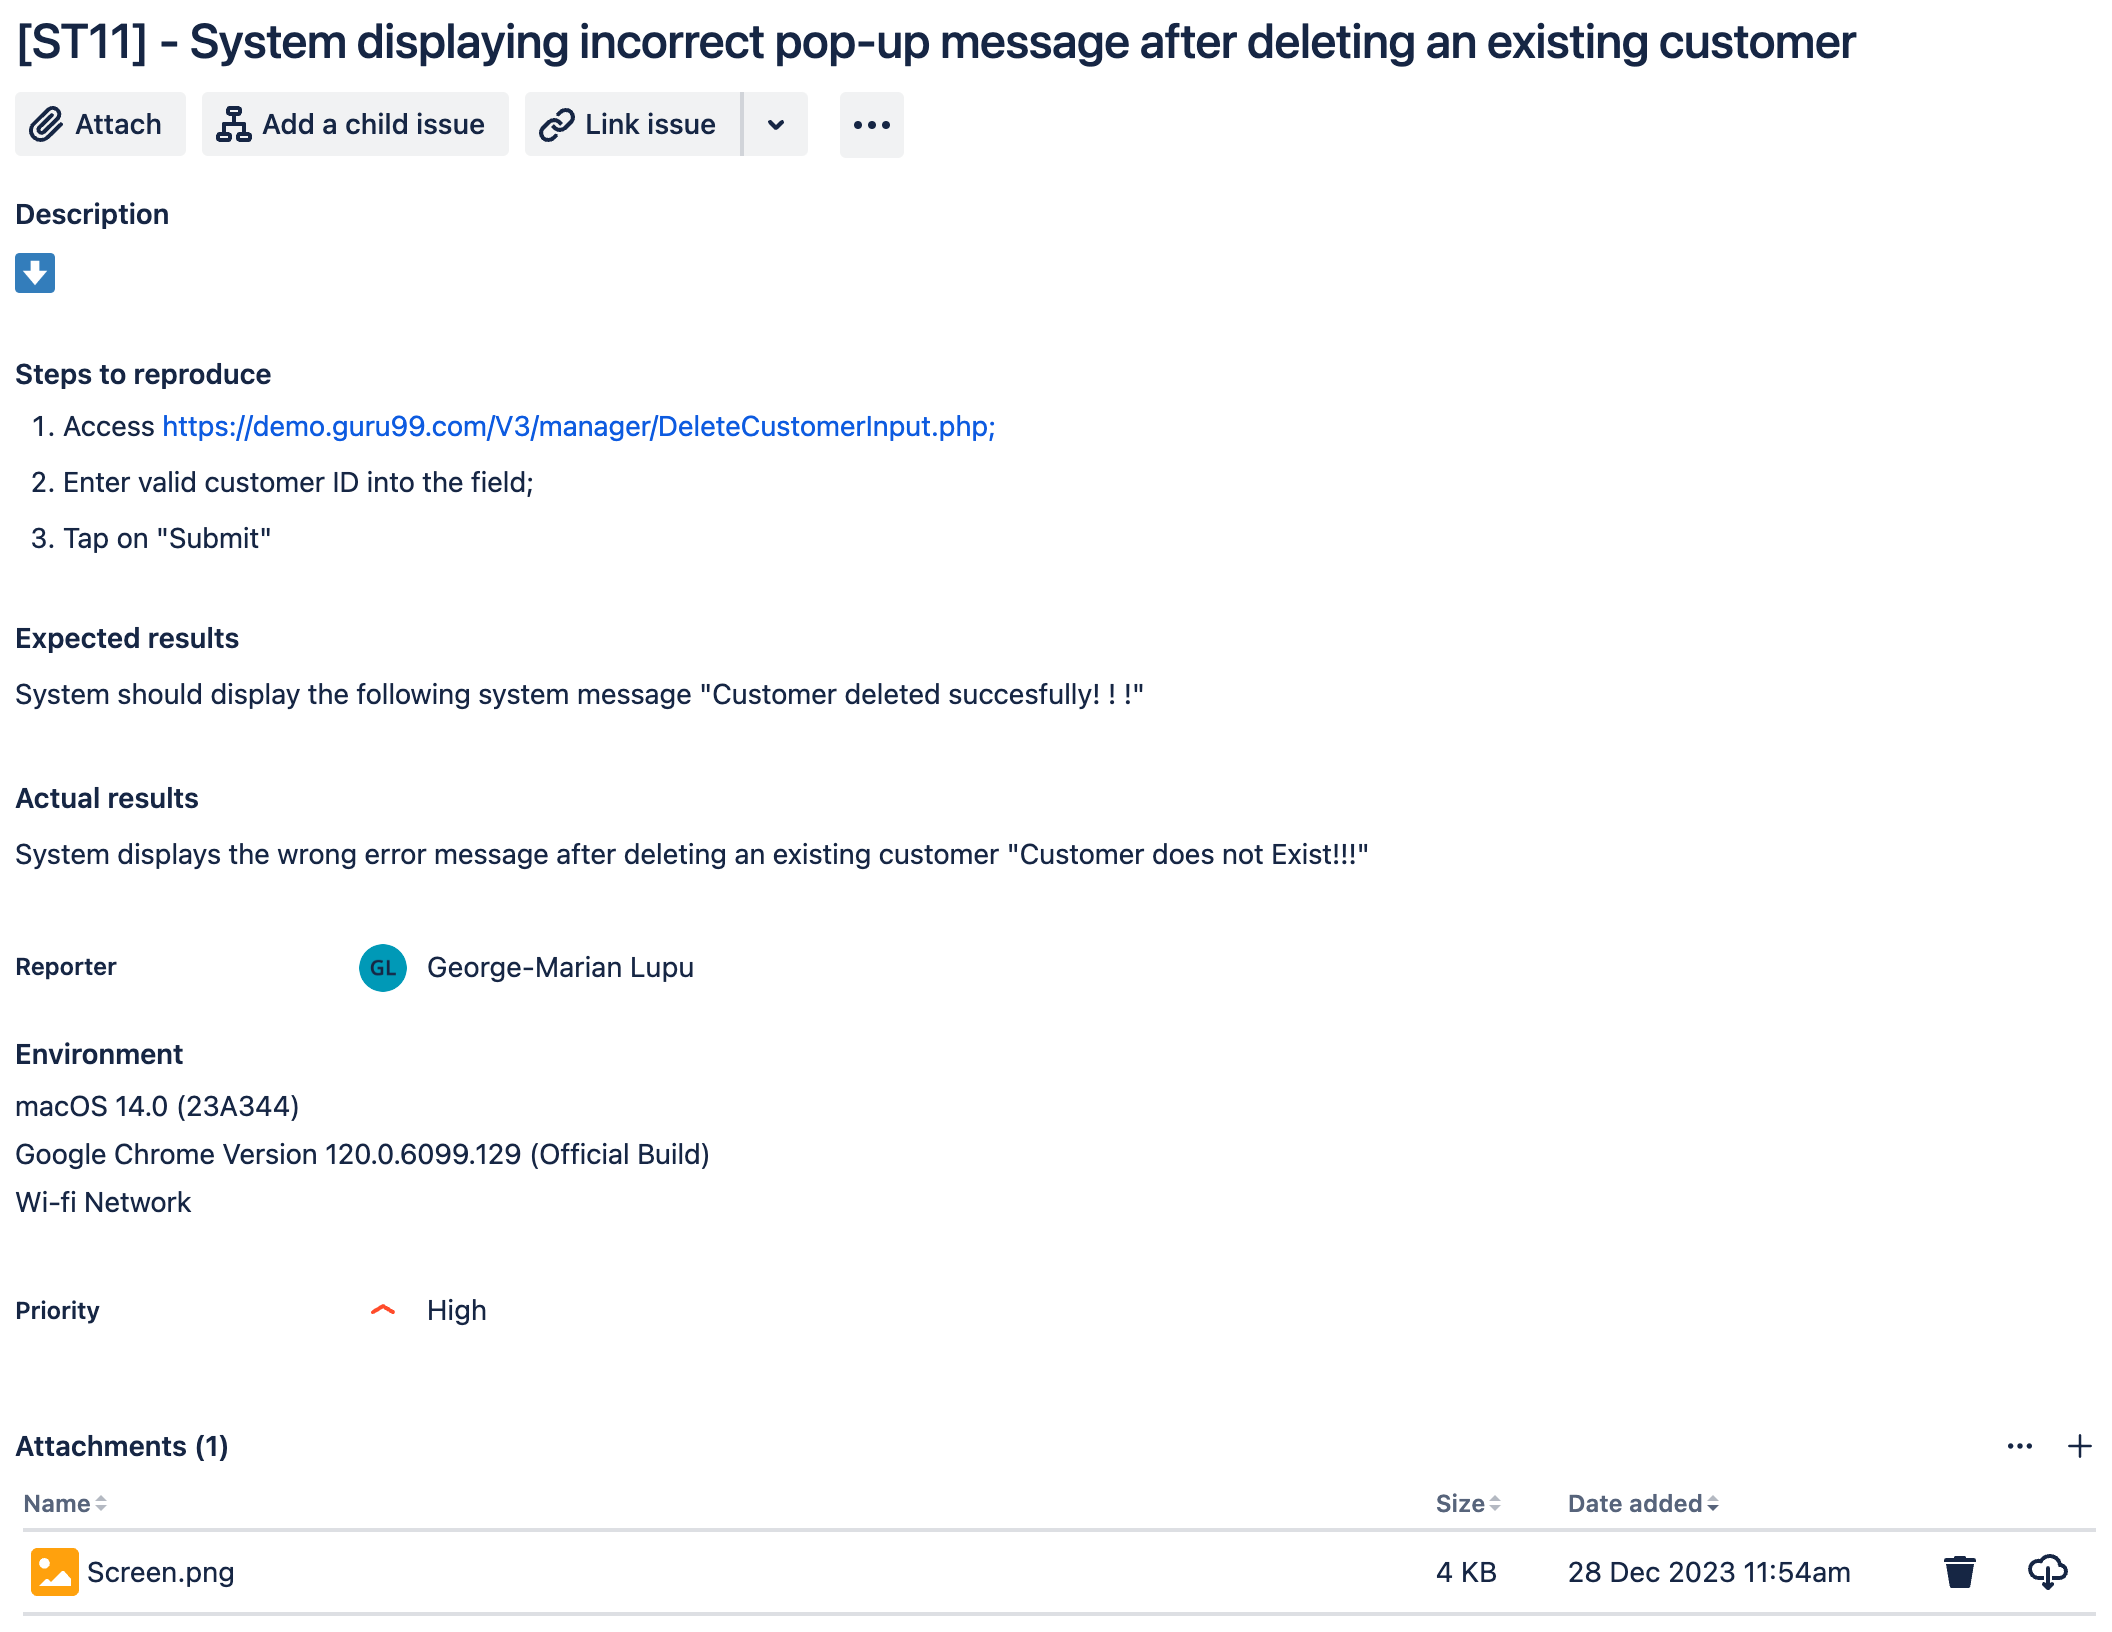 [ST11] - System displaying incorrect pop-up message after deleting an existing customer
Attach
Add a child issue
Link issue
Description
Steps to reproduce
1. Access https://demo.guru99.com/V3/manager/DeleteCustomerInput.php;
2. Enter valid customer ID into the field;
3. Tap on "Submit"
Expected results
System should display the following system message "Customer deleted succesfully! ! !"
Actual results
System displays the wrong error message after deleting an existing customer "Customer does not Exist!!!"
Reporter GL George-Marian Lupu
Environment
macOS 14.0 (23A344)
Google Chrome Version 120.0.6099.129 (Official Build)
Wi-fi Network
Priority High
Attachments (1)
Name Size Date added
Screen.png 4 KB 28 Dec 2023 11:54am